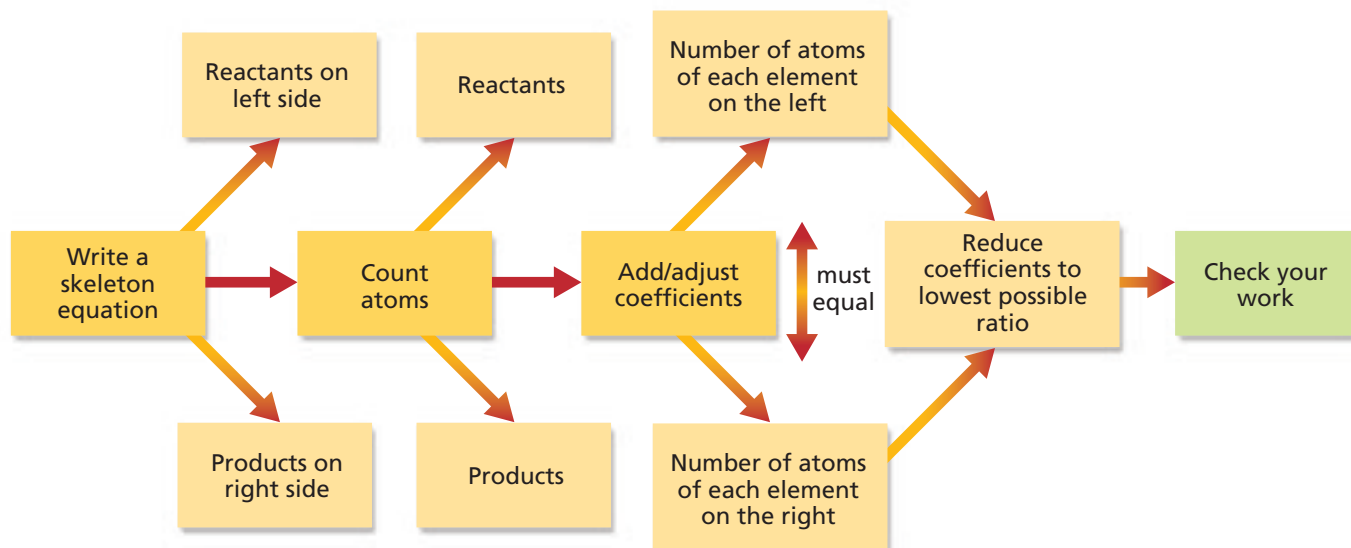 Reactants on
left side
Reactants
Number of atoms
of each element
on the left
Write a
skeleton
equation
Count
atoms
Add/adjust
coefficients
must
equal
Reduce
coefficients to
lowest possible
ratio
Check your
work
Products on
right side
Products
Number of atoms
of each element
on the right